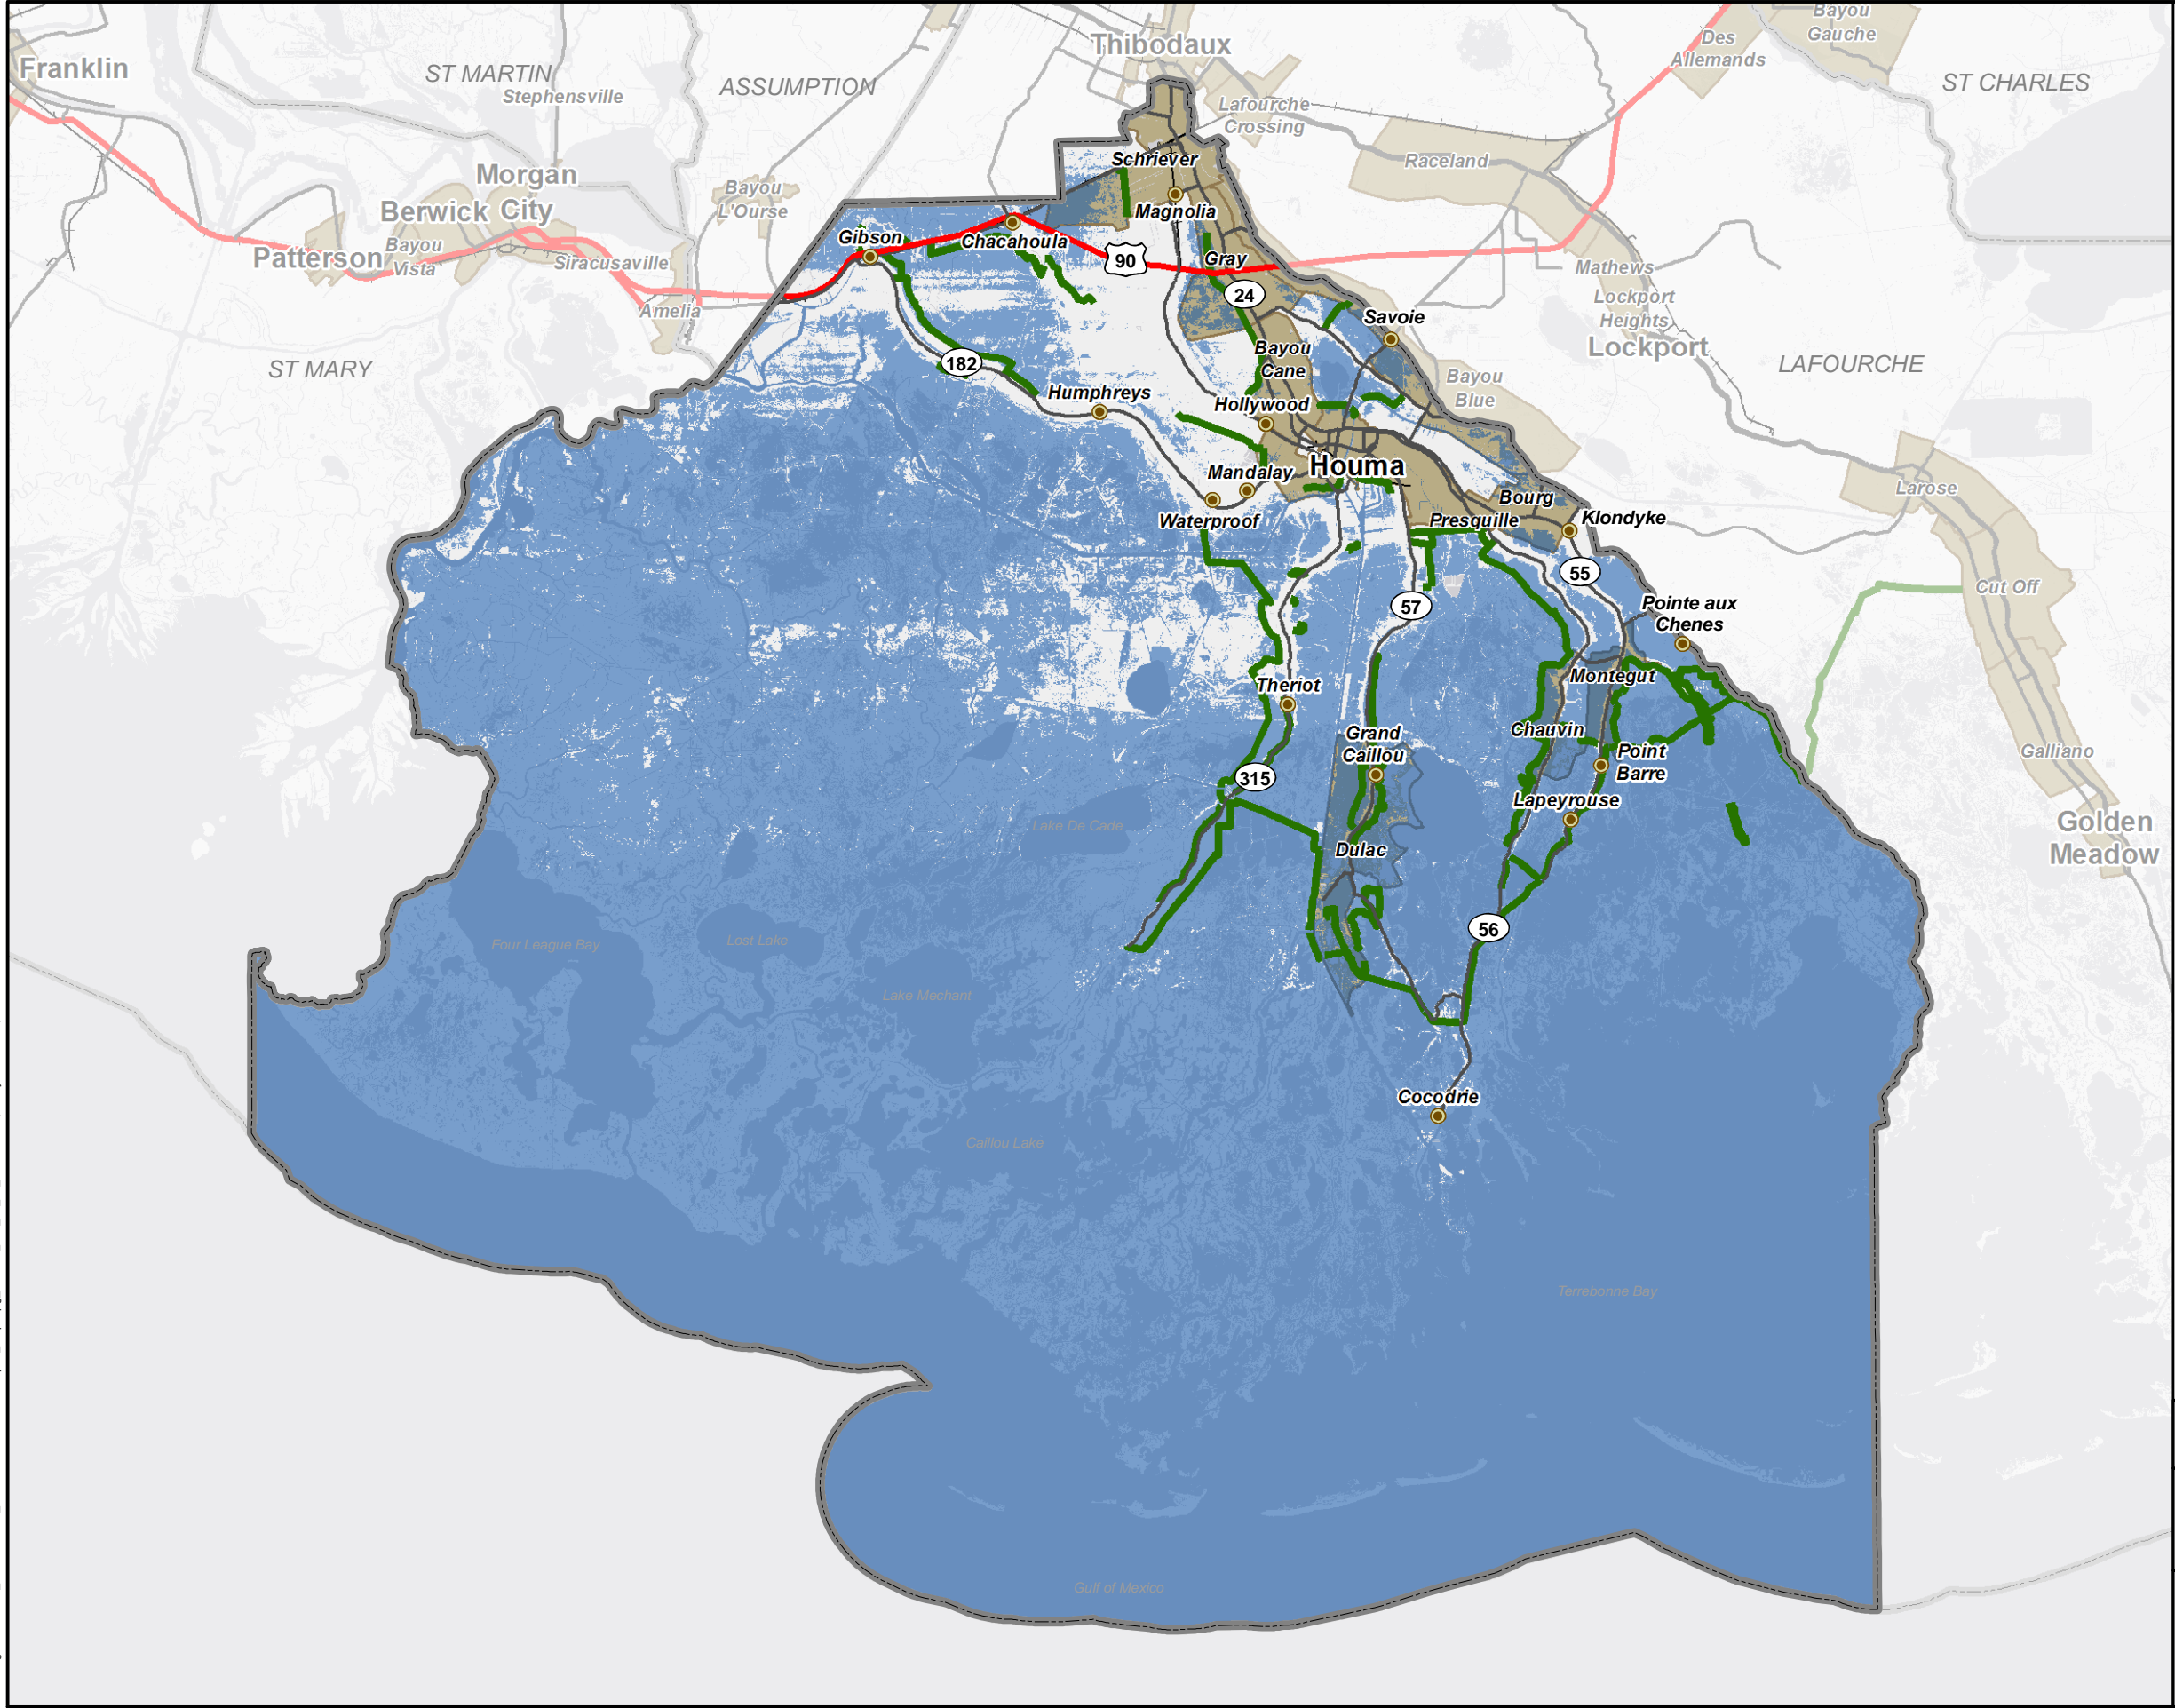 Bayou
Gauche
Des
Allemands
Thibodaux
Franklin
ST MARTIN
Stephensville
ASSUMPTION
ST CHARLES
Lafourche
Crossing
Raceland
Schriever
Morgan
City
Berwick
Bayou
L'Ourse
Magnolia
Patterson
Bayou
Vista
Siracusaville
Gibson
Chacahoula
90
Gray
Mathews
Amelia
24
Lockport
Heights
Savoie
Lockport
ST MARY
182
Bayou
Cane
LAFOURCHE
Humphreys
Hollywood
Bayou
Blue
Houma
Mandalay
Waterproof
Bourg
Presquille
Klondyke
Larose
55
57
Cut Off
Pointe aux
Chenes
Theriot
Montegut
Grand
Caillou
Chauvin
Point
Barre
Galliano
315
Lapeyrouse
Lake De Cade
Dulac
Golden
Meadow
56
Four League Bay
Lost Lake
Lake Mechant
Cocodrie
Caillou Lake
Terrebonne Bay
Gulf of Mexico